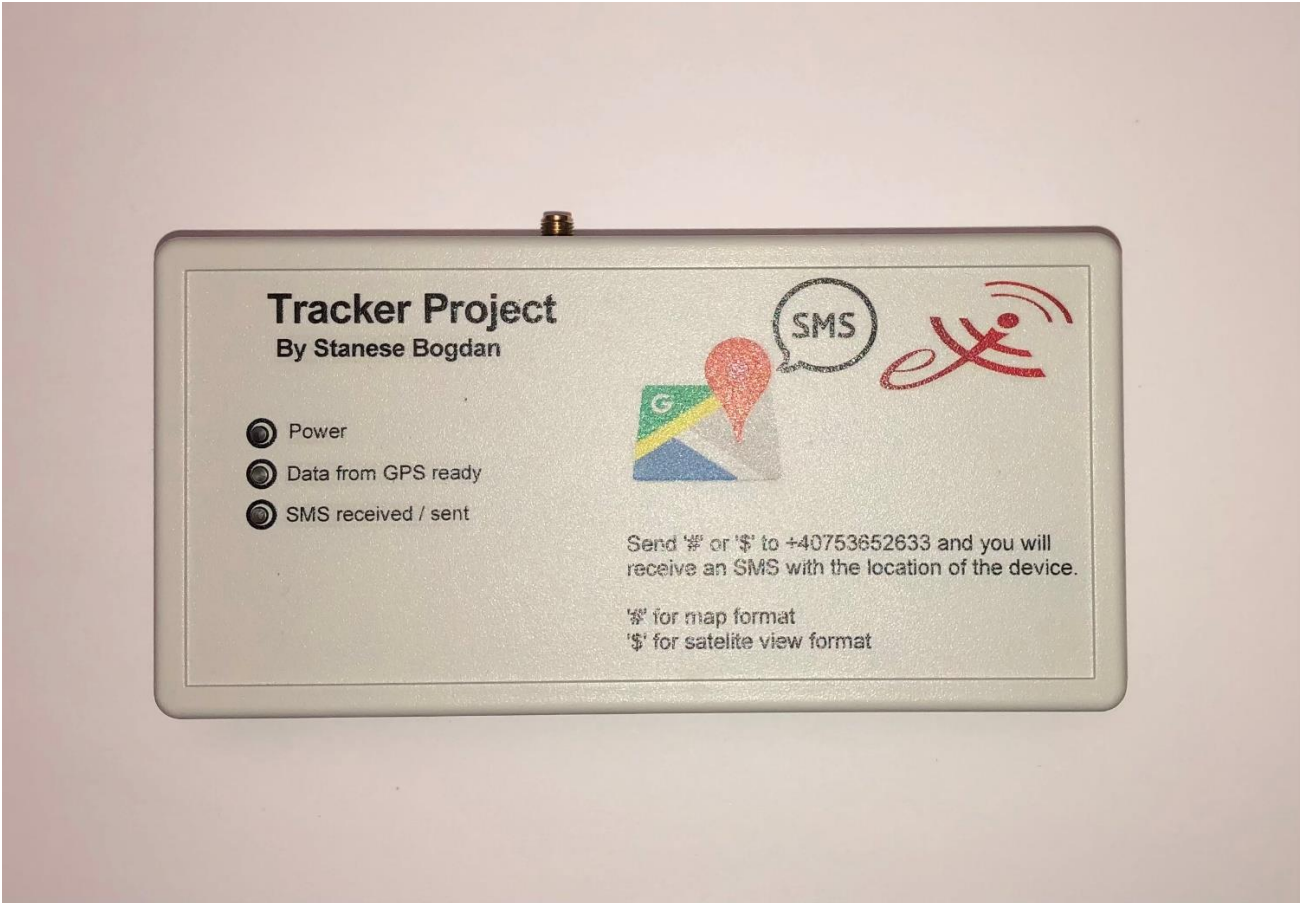 Tracker Project
By Stanese Bogdan
Power
Data from GPS ready
SMS received / sent
SMS
G
Send '#' or '$' to +40753652633 and you will
receive an SMS with the location of the device.
'#' for map format
'$' for satelite view format